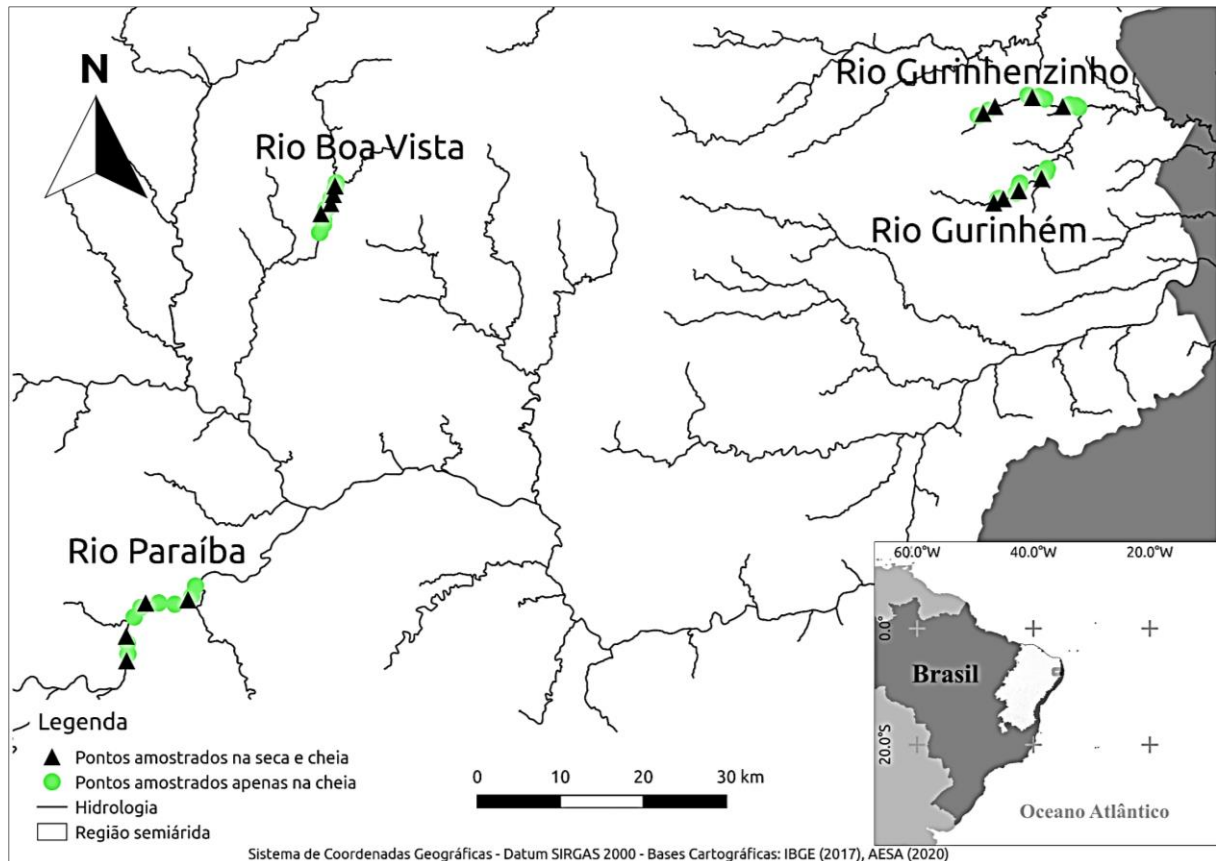 N
Rio Gurinhenzinho
Rio Boa Vista
Rio Gurinhém
Rio Paraíba
60.0°W 40.0°W 20.0°W
0.0°
Brasil
20.0°S
Oceano Atlântico
Legenda
Pontos amostrados na seca e cheia
Pontos amostrados apenas na cheia
Hidrologia
Região semiárida
0 10 20 30 km
Sistema de Coordenadas Geográficas - Datum SIRGAS 2000 - Bases Cartográficas: IBGE (2017), AESA (2020)